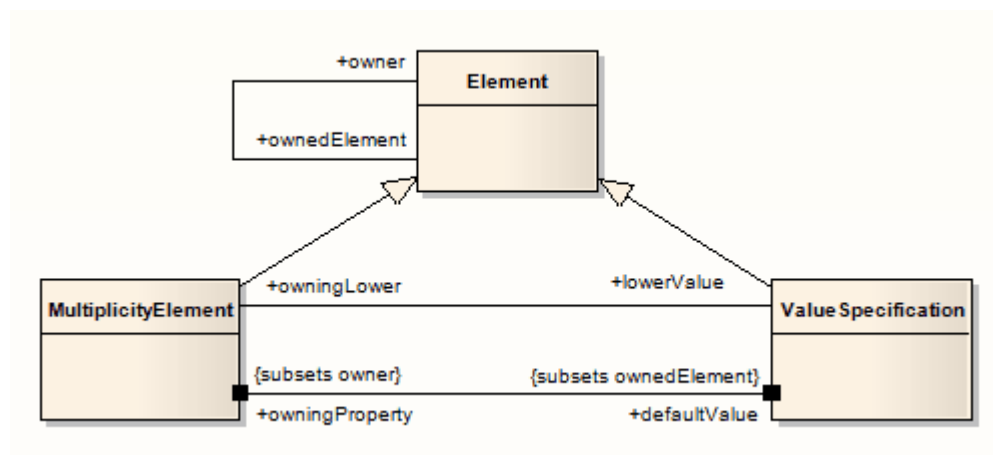 +owner
Element
+ownedElement
+owningLower
+lowerValue
MultiplicityElement
ValueSpecification
{subsets owner}
{subsets ownedElement}
+owningProperty
+defaultValue